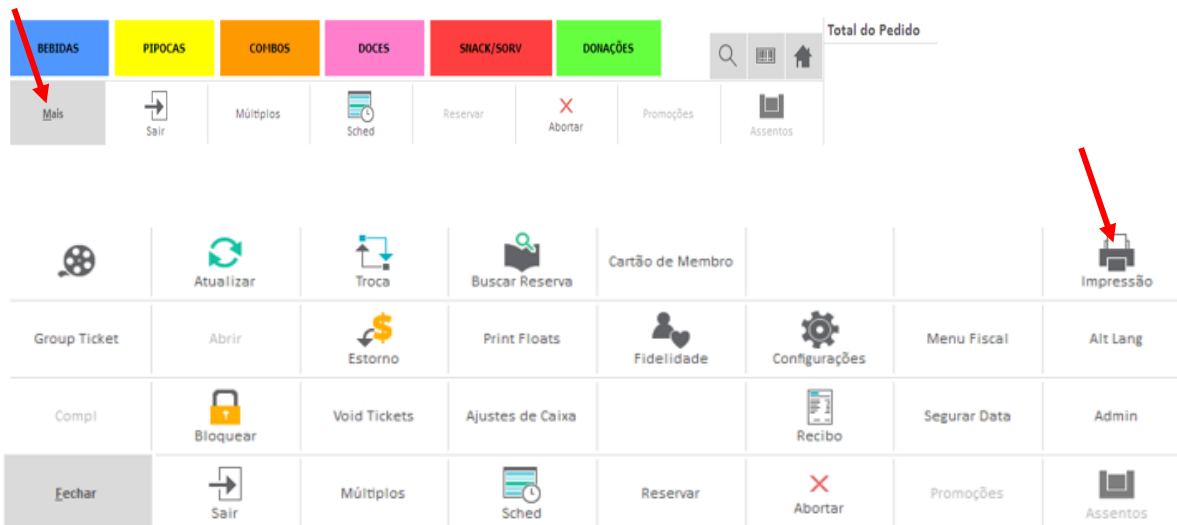 Total do Pedido
BEBIDAS PIPOCAS COMBOS DOCES SNACK/SORV DONAÇÕES
Mais Sair Múltiplos Sched Reservar Abortar Promoções Assentos
Atualizar Troca Buscar Reserva Cartão de Membro Impressão
Group Ticket Abrir Estorno Print Floats Fidelidade Configurações Menu Fiscal Alt Lang
Compl Bloquear Void Tickets Ajustes de Caixa Recibo Segurar Data Admin
Fechar Sair Múltiplos Sched Reservar Abortar Promoções Assentos